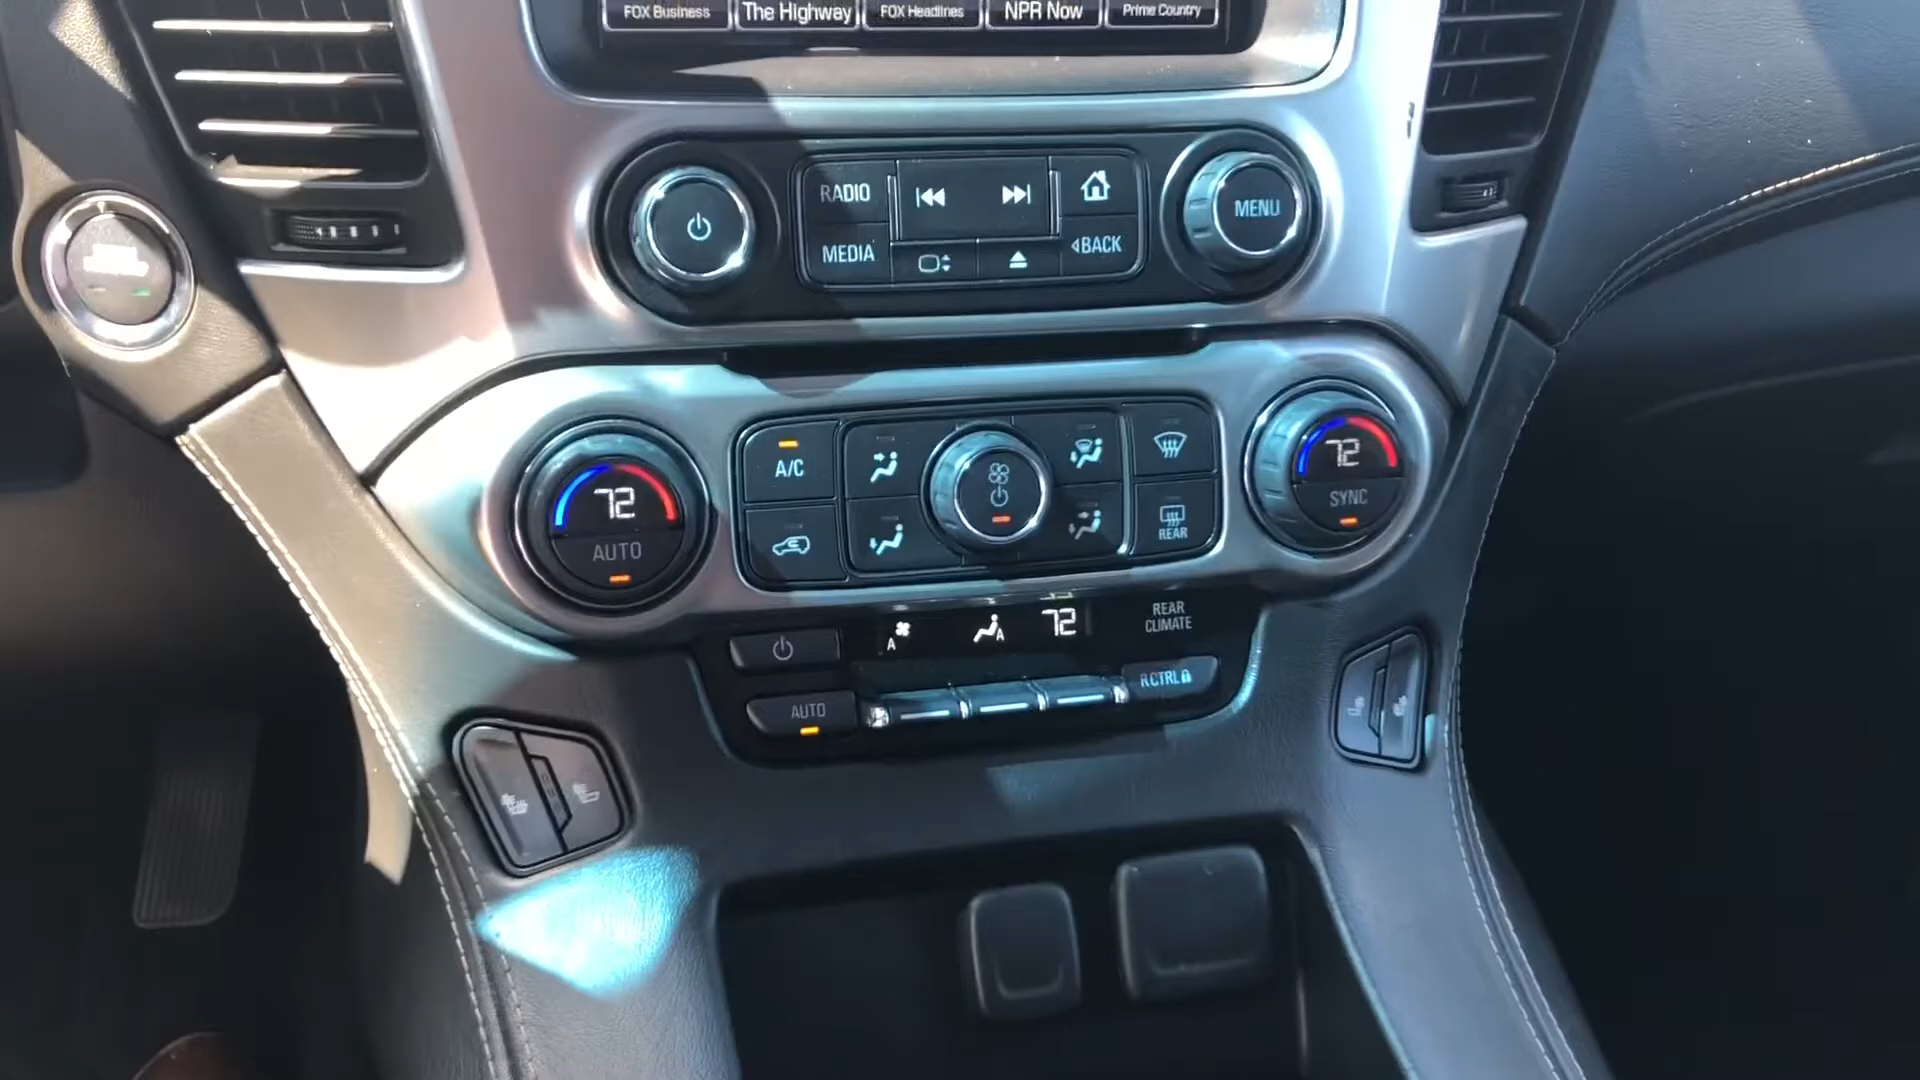 FOX Business
The Highway
FOX Headlines
NPR Now
Prime Country
RADIO
MEDIA
BACK
MENU
A/C
72
AUTO
REAR
72
SYNC
A
A
72
REAR
CLIMATE
AUTO
R CTRL